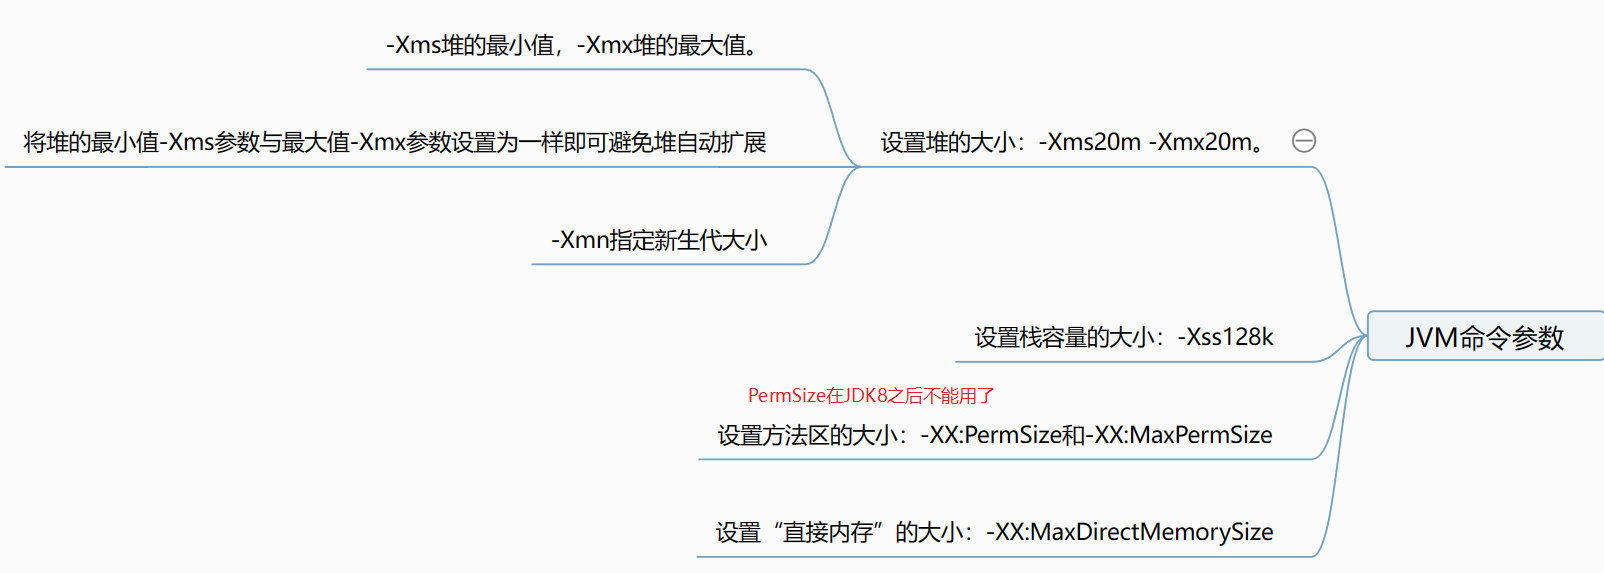 -Xms堆的最小值，-Xmx堆的最大值。
将堆的最小值-Xms参数与最大值-Xmx参数设置为一样即可避免堆自动扩展
设置堆的大小：-Xms20m -Xmx20m。
-Xmn指定新生代大小
设置栈容量的大小：-Xss128k
JVM命令参数
PermSize在JDK8之后不能用了
设置方法区的大小：-XX:PermSize和-XX:MaxPermSize
设置“直接内存”的大小：-XX:MaxDirectMemorySize